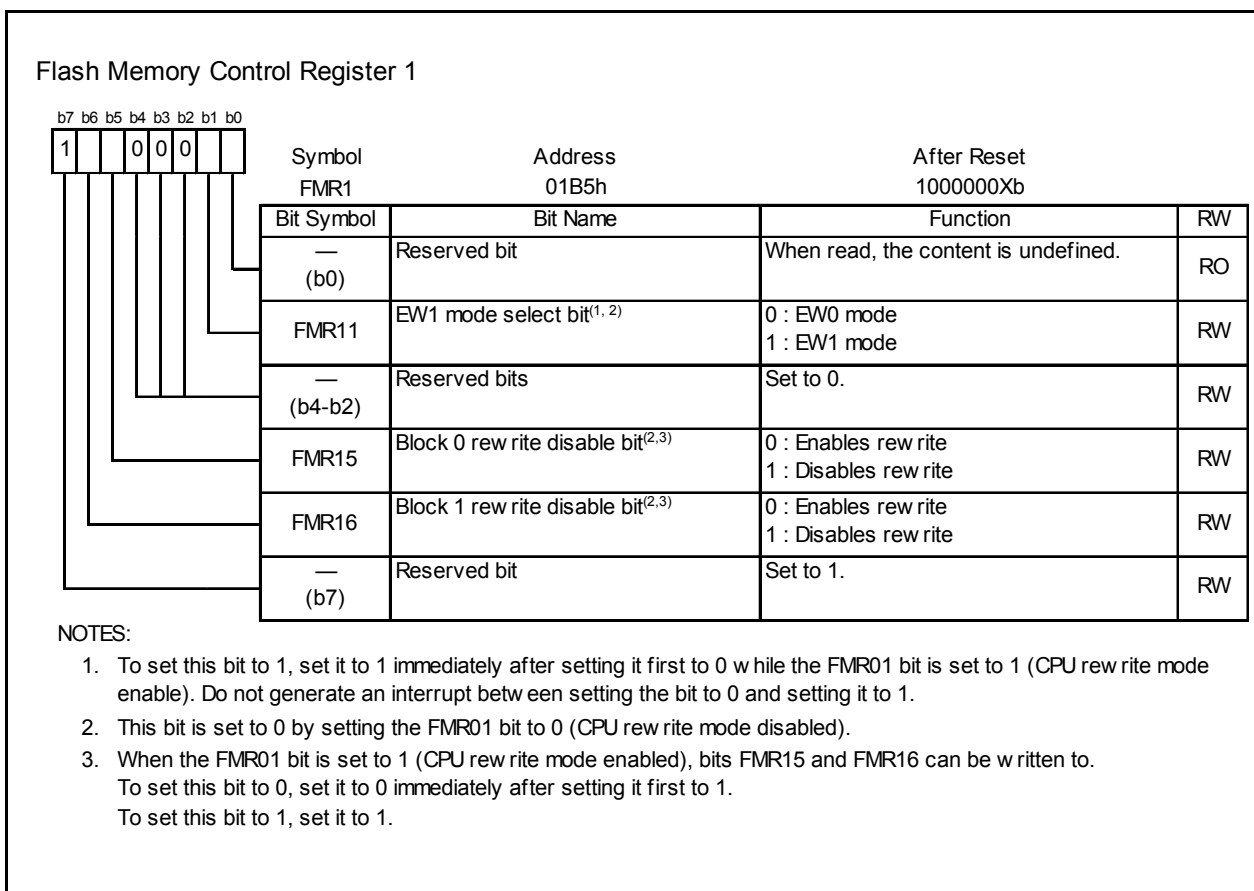 Flash Memory Control Register 1
b7 b6 b5 b4 b3 b2 b1 b0
1 0 0 0
Symbol Address After Reset
FMR1 01B5h 1000000Xb
Bit Symbol Bit Name Function RW
— (b0) Reserved bit When read, the content is undefined. RO
FMR11 EW1 mode select bit(1, 2) 0 : EW0 mode
1 : EW1 mode RW
— (b4-b2) Reserved bits Set to 0. RW
FMR15 Block 0 rewrite disable bit(2,3) 0 : Enables rewrite
1 : Disables rewrite RW
FMR16 Block 1 rewrite disable bit(2,3) 0 : Enables rewrite
1 : Disables rewrite RW
— (b7) Reserved bit Set to 1. RW
NOTES:
1. To set this bit to 1, set it to 1 immediately after setting it first to 0 while the FMR01 bit is set to 1 (CPU rewrite mode
enable). Do not generate an interrupt between setting the bit to 0 and setting it to 1.
2. This bit is set to 0 by setting the FMR01 bit to 0 (CPU rewrite mode disabled).
3. When the FMR01 bit is set to 1 (CPU rewrite mode enabled), bits FMR15 and FMR16 can be written to.
To set this bit to 0, set it to 0 immediately after setting it first to 1.
To set this bit to 1, set it to 1.